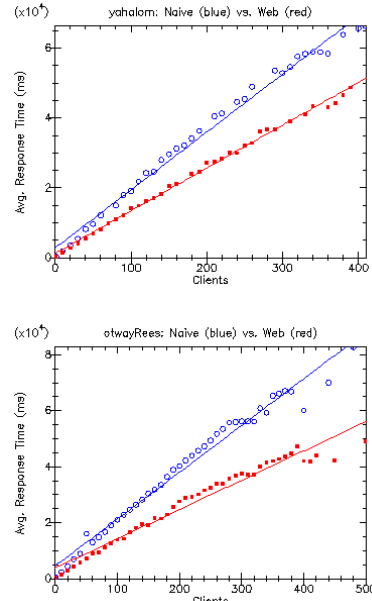 (x10⁴) yahalom: Naive (blue) vs. Web (red)
6
4
2
0
Avg. Response Time (ms)
0 100 200 300 400
Clients
(x10⁴) otwayRees: Naive (blue) vs. Web (red)
8
6
4
2
0
Avg. Response Time (ms)
0 100 200 300 400 500
Clients